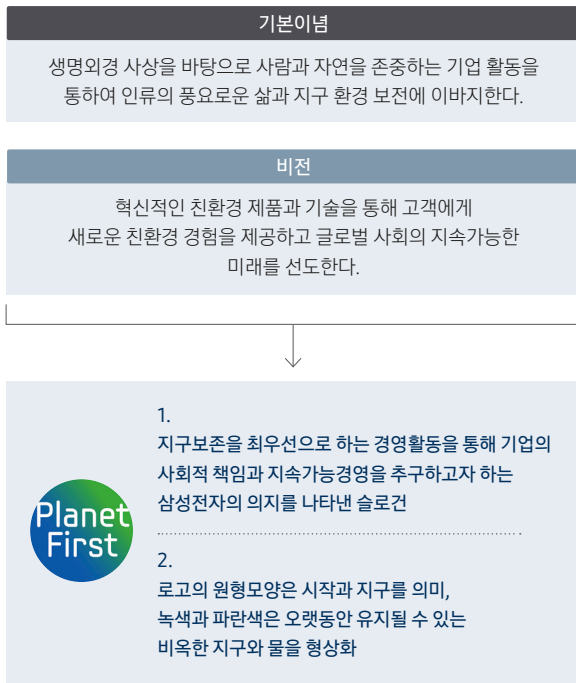 기본이념
생명외경 사상을 바탕으로 사람과 자연을 존중하는 기업 활동을
통하여 인류의 풍요로운 삶과 지구 환경 보전에 이바지한다.
비전
혁신적인 친환경 제품과 기술을 통해 고객에게
새로운 친환경 경험을 제공하고 글로벌 사회의 지속가능한
미래를 선도한다.
Planet
First
1.
지구보존을 최우선으로 하는 경영활동을 통해 기업의
사회적 책임과 지속가능경영을 추구하고자 하는
삼성전자의 의지를 나타낸 슬로건
2.
로고의 원형모양은 시작과 지구를 의미,
녹색과 파란색은 오랫동안 유지될 수 있는
비옥한 지구와 물을 형상화